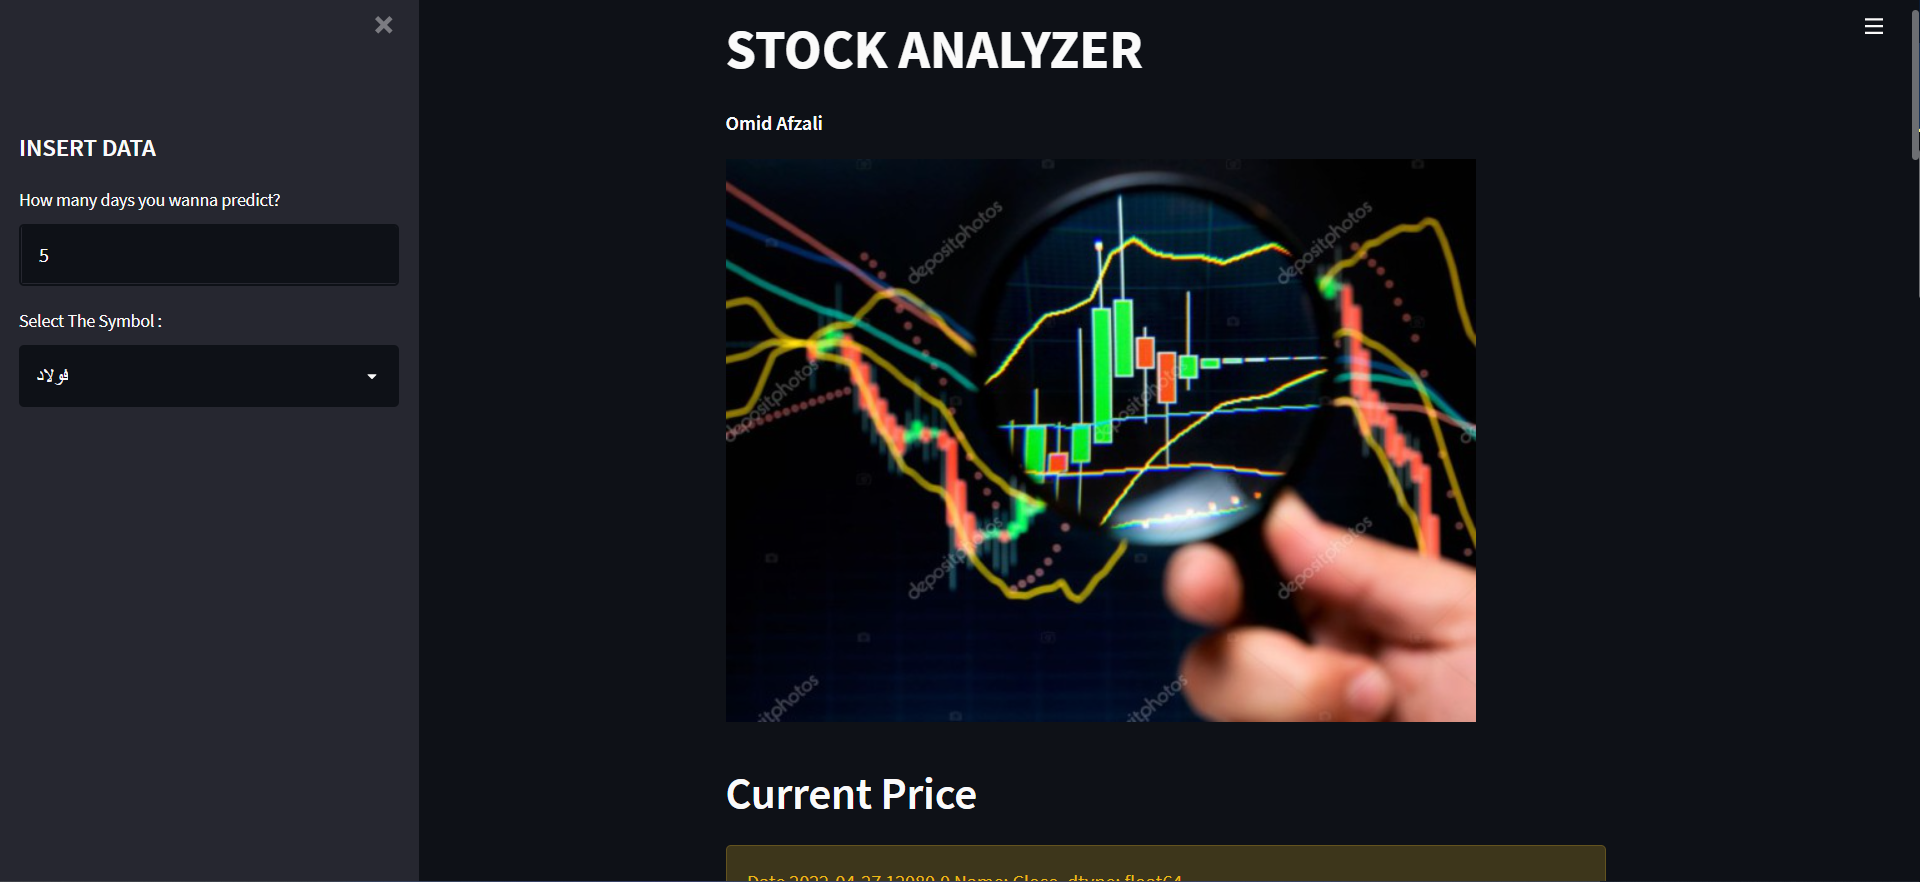 STOCK ANALYZER
Omid Afzali
INSERT DATA
How many days you wanna predict?
5
Select The Symbol :
فولاد
depositphotos
depositphotos
depositphotos
depositphotos
depositphotos
depositphotos
depositphotos
Current Price